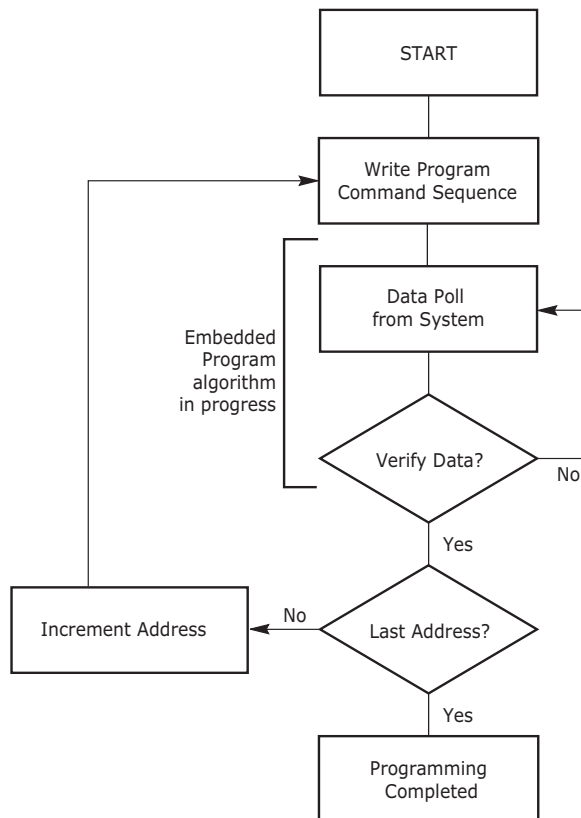 START
Write Program
Command Sequence
Data Poll
from System
Embedded
Program
algorithm
in progress
Verify Data?
No
Yes
Increment Address
No
Last Address?
Yes
Programming
Completed